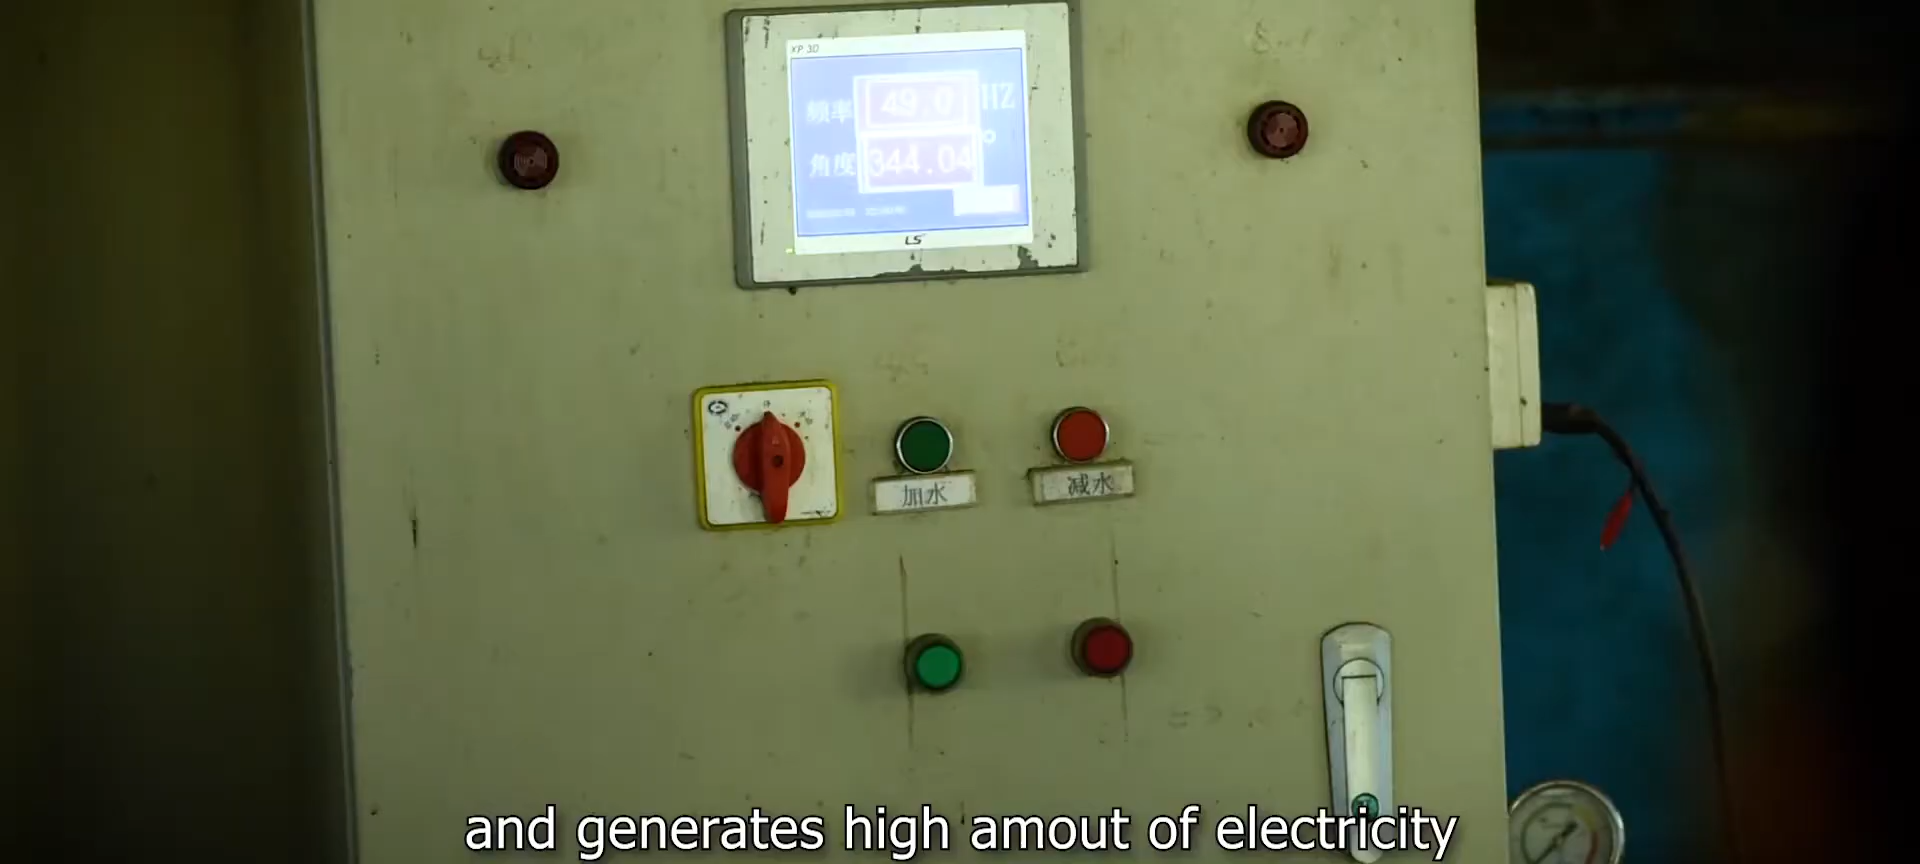 XP 3D
频率 49.0 HZ
角度 344.04 °
LS
加水
减水
and generates high amout of electricity